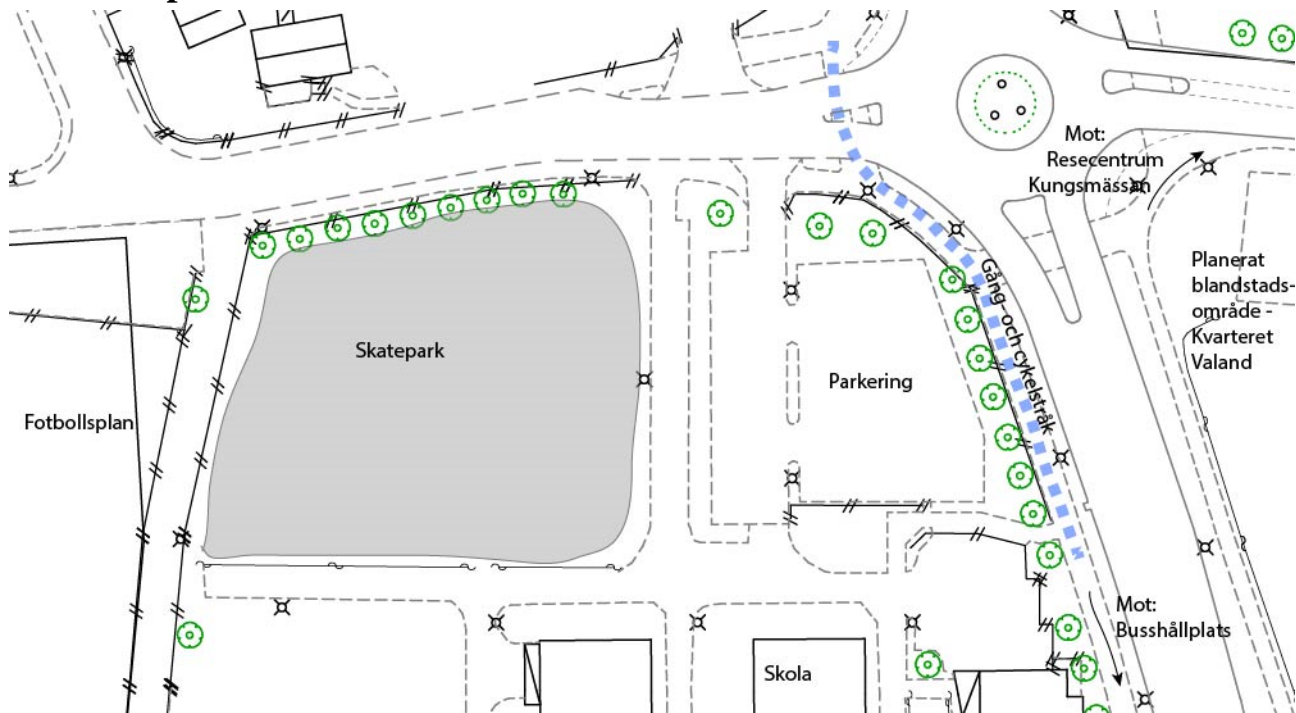 Mot:
Resecentrum
Kungsmässan
Planerat
blandstads-
område -
Kvarteret
Valand
Gång- och cykelstråk
Skatepark
Parkering
Fotbollsplan
Mot:
Busshållplats
Skola